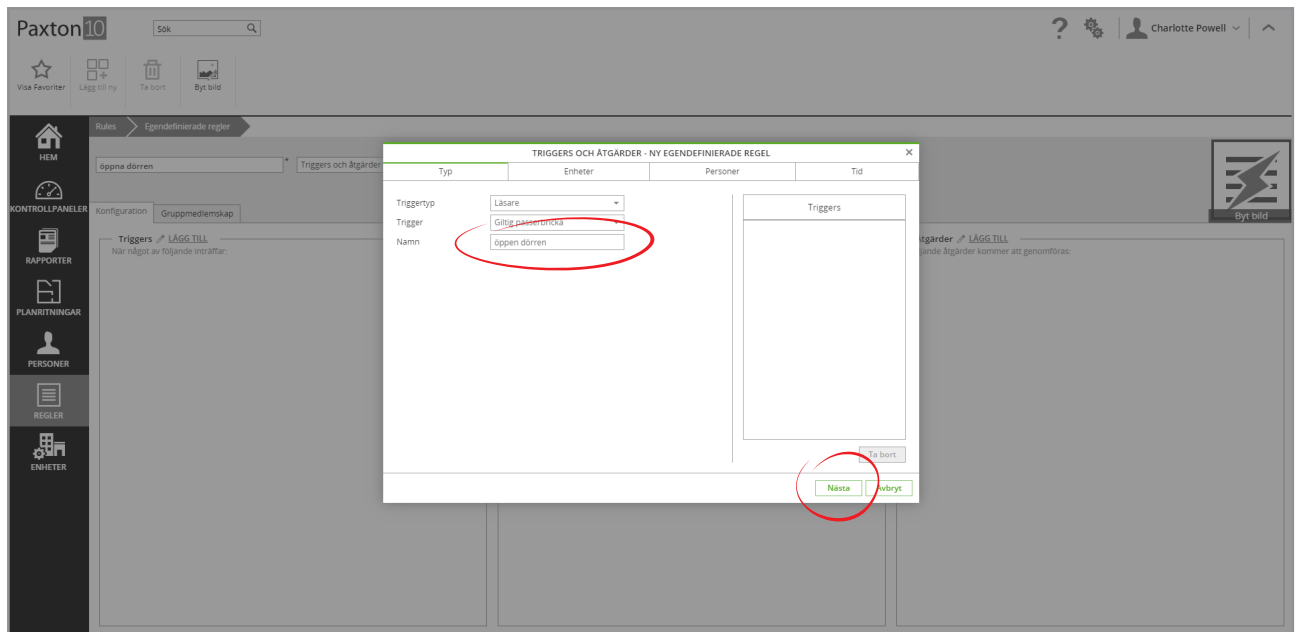 Paxton10
Sök
Charlotte Powell
Visa Favoriter
Lägg till ny
Ta bort
Byt bild
HEM
KONTROLLPANELER
RAPPORTER
PLANRITNINGAR
PERSONER
REGLER
ENHETER
Rules
Egendefinierade regler
öppna dörren
*
Triggers och åtgärder
Konfiguration
Gruppmedlemskap
Triggers LÄGG TILL
När något av följande inträffar:
TRIGGERS OCH ÅTGÄRDER - NY EGENDEFINIERADE REGEL
Typ
Enheter
Personer
Tid
Triggertyp
Läsare
Trigger
Giltig passerbricka
Namn
öppen dörren
Triggers
Ta bort
Nästa
Avbryt
tgärder LÄGG TILL
jande åtgärder kommer att genomföras:
Byt bild